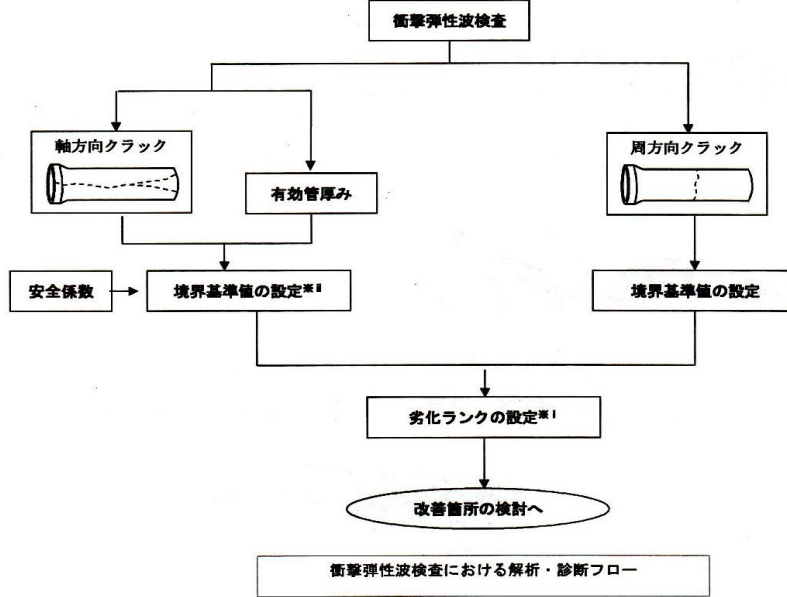 衝撃弾性波検査
軸方向クラック
周方向クラック
有効管厚み
安全係数
境界基準値の設定※ⅱ
境界基準値の設定
劣化ランクの設定※ⅰ
改善箇所の検討へ
衝撃弾性波検査における解析・診断フロー